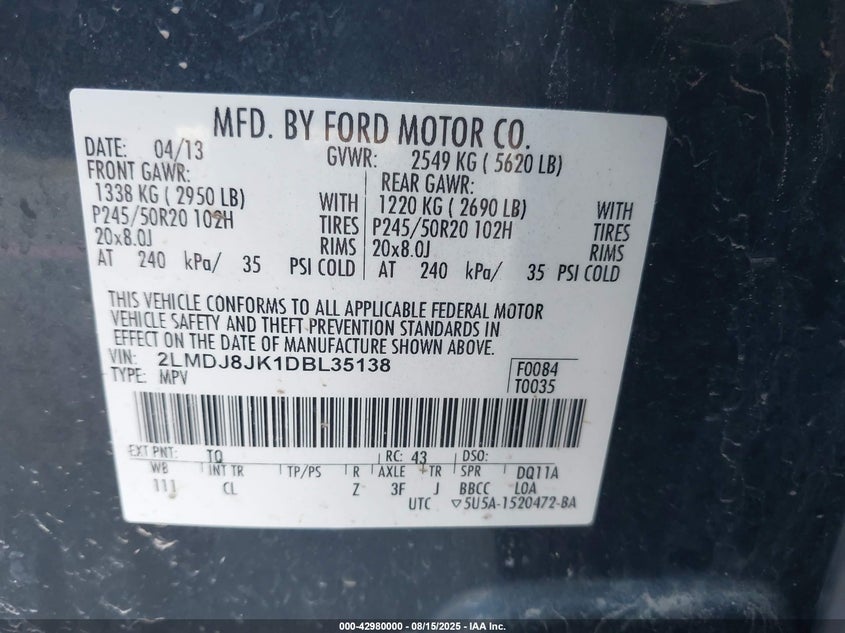 MFD. BY FORD MOTOR CO.
DATE: 04/13 GVWR: 2549 KG ( 5620 LB)
FRONT GAWR: REAR GAWR:
1338 KG ( 2950 LB) WITH 1220 KG ( 2690 LB) WITH
P245/50R20 102H TIRES P245/50R20 102H TIRES
20x8.0J RIMS 20x8.0J RIMS
AT 240 kPa/ 35 PSI COLD AT 240 kPa/ 35 PSI COLD
THIS VEHICLE CONFORMS TO ALL APPLICABLE FEDERAL MOTOR
VEHICLE SAFETY AND THEFT PREVENTION STANDARDS IN
EFFECT ON THE DATE OF MANUFACTURE SHOWN ABOVE.
VIN: 2LMDJ8JK1DBL35138 F0084
TYPE: MPV T0035
EXT PNT: TQ RC: 43 DSO:
WB INT TR TP/PS R AXLE TR SPR DQ11A
111 CL Z 3F J BBCC LOA
UTC ▽5U5A-1520472-BA
000-42980000 - 08/15/2025 - IAA Inc.